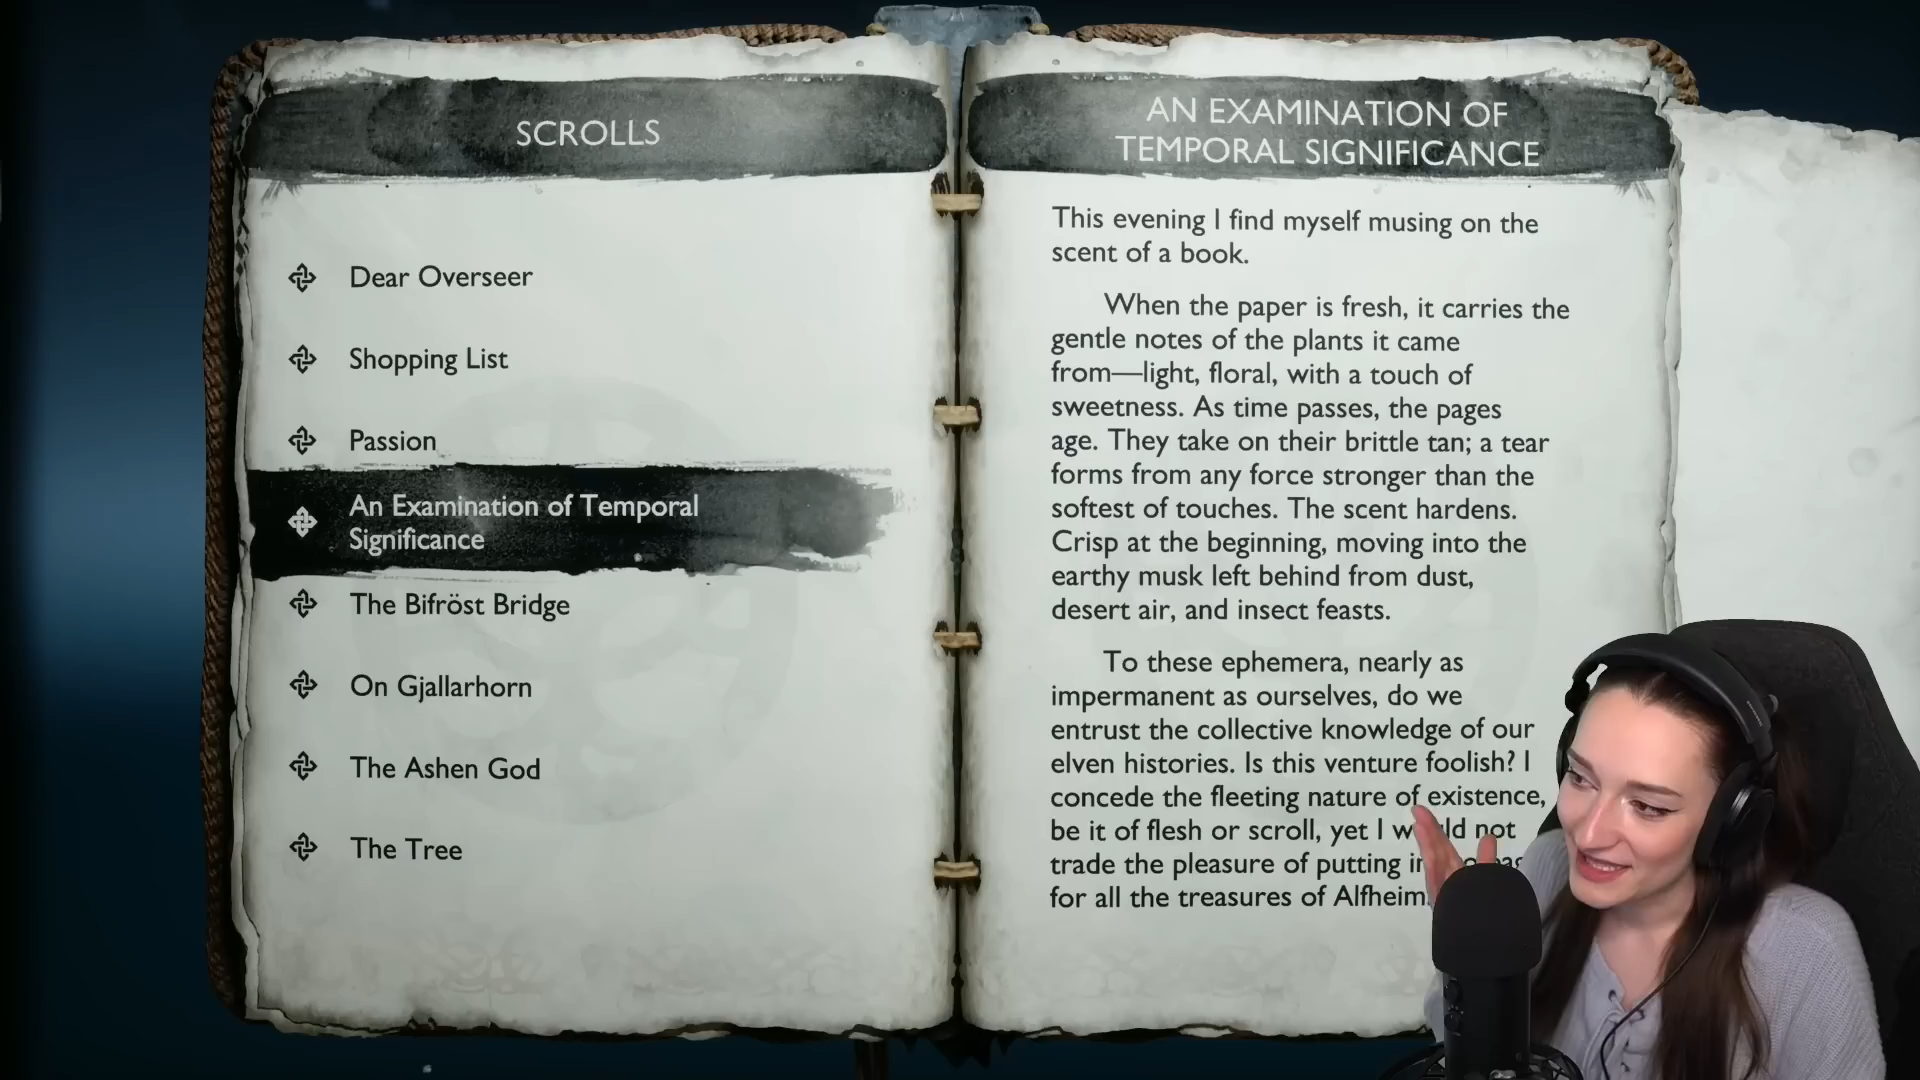 SCROLLS
Dear Overseer
Shopping List
Passion
An Examination of Temporal
Significance
The Bifröst Bridge
On Gjallarhorn
The Ashen God
The Tree
AN EXAMINATION OF
TEMPORAL SIGNIFICANCE
This evening I find myself musing on the
scent of a book.
When the paper is fresh, it carries the
gentle notes of the plants it came
from—light, floral, with a touch of
sweetness. As time passes, the pages
age. They take on their brittle tan; a tear
forms from any force stronger than the
softest of touches. The scent hardens.
Crisp at the beginning, moving into the
earthy musk left behind from dust,
desert air, and insect feasts.
To these ephemera, nearly as
impermanent as ourselves, do we
entrust the collective knowledge of our
elven histories. Is this venture foolish? I
concede the fleeting nature of existence,
be it of flesh or scroll, yet I would not
trade the pleasure of putting
for all the treasures of Alfheim.